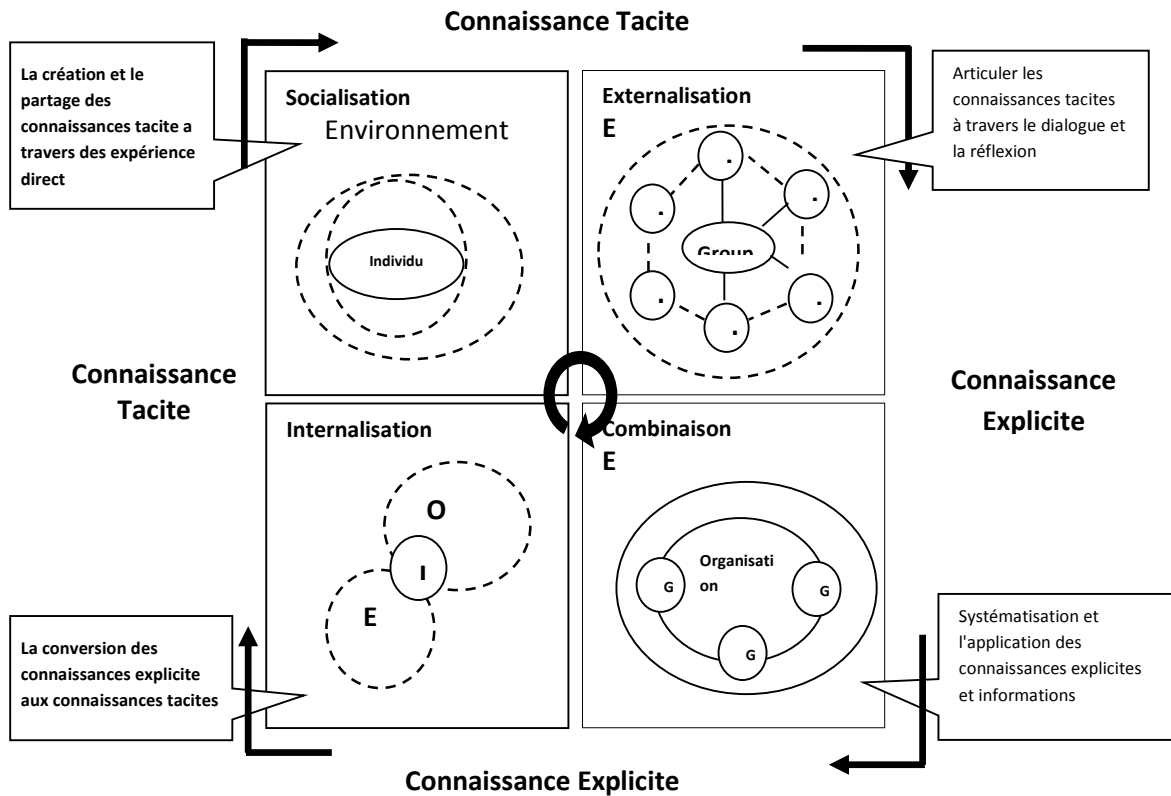 Connaissance Tacite
La création et le
partage des
connaissances tacite a
travers des expérience
direct
Socialisation
Environnement
Individu
Externalisation
E
.
.
.
Group
.
.
.
Articuler les
connaissances tacites
à travers le dialogue et
la réflexion
Connaissance
Tacite
Connaissance
Explicite
Internalisation
O
I
E
Combinaison
E
Organisati
on
G
G
G
La conversion des
connaissances explicite
aux connaissances tacites
Systématisation et
l'application des
connaissances explicites
et informations
Connaissance Explicite